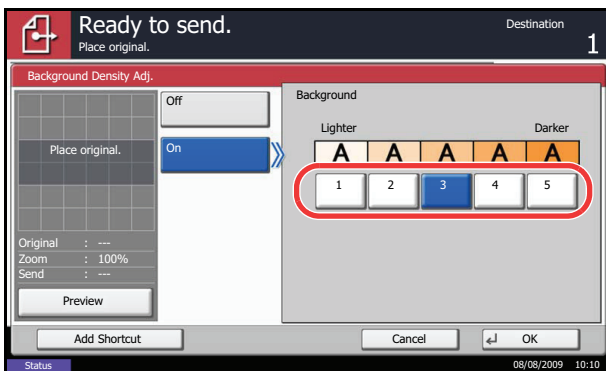 Ready to send.
Destination
Place original.
1
Background Density Adj.
Off
On
Place original.
Background
Lighter Darker
A A A A A
1 2 3 4 5
Original : ---
Zoom : 100%
Send : ---
Preview
Add Shortcut
Cancel
OK
Status
08/08/2009 10:10